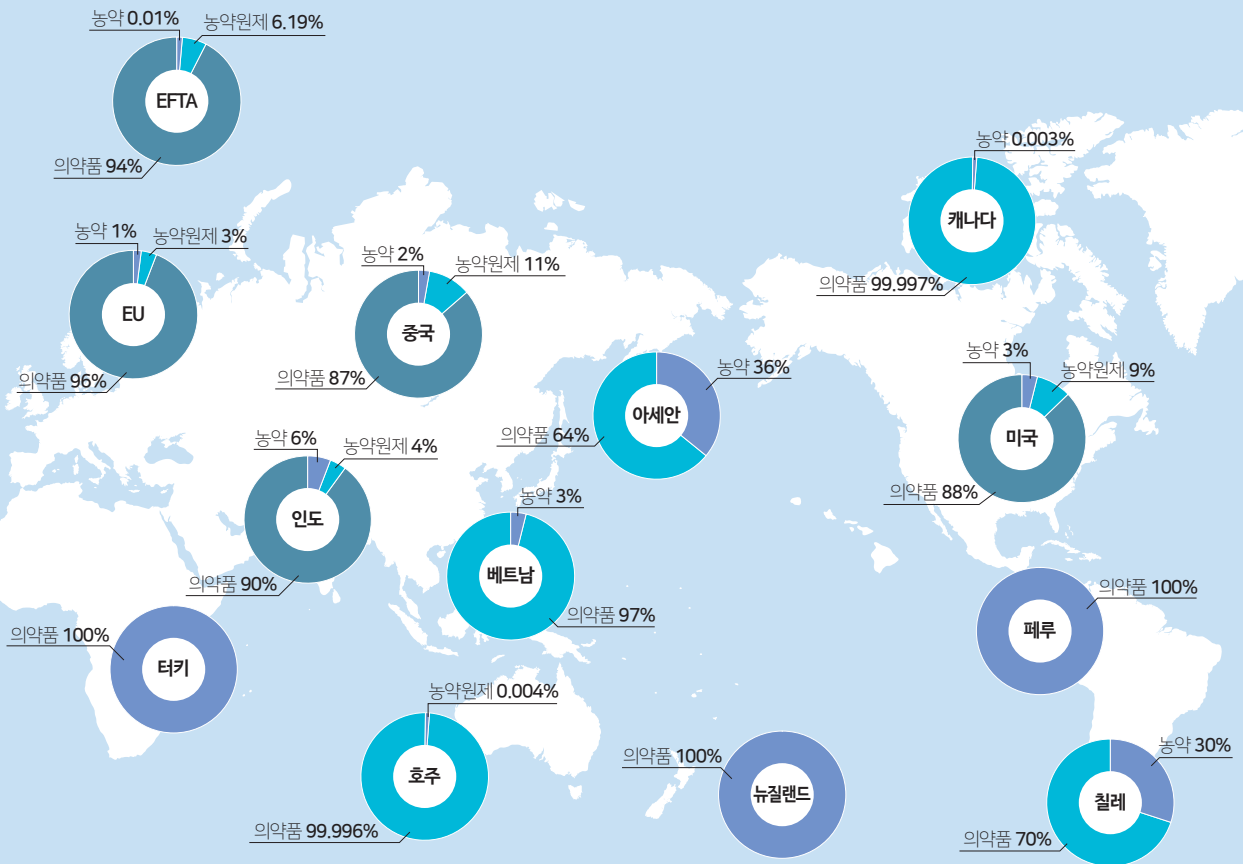 농약 0.01%
농약원제 6.19%
EFTA
의약품 94%
농약 0.003%
캐나다
의약품 99.997%
농약 1%
농약원제 3%
EU
의약품 96%
농약 2%
농약원제 11%
중국
의약품 87%
농약 36%
아세안
의약품 64%
농약 3%
농약원제 9%
미국
의약품 88%
농약 6%
농약원제 4%
인도
의약품 90%
농약 3%
베트남
의약품 97%
의약품 100%
페루
의약품 100%
터키
농약원제 0.004%
호주
의약품 99.996%
의약품 100%
뉴질랜드
농약 30%
칠레
의약품 70%